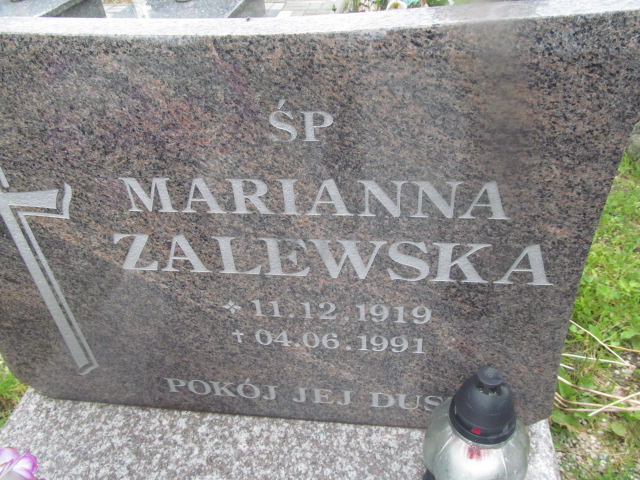 ŚP
MARIANNA
ZALEWSKA
✲ 11.12.1919
† 04.06.1991
POKÓJ JEJ